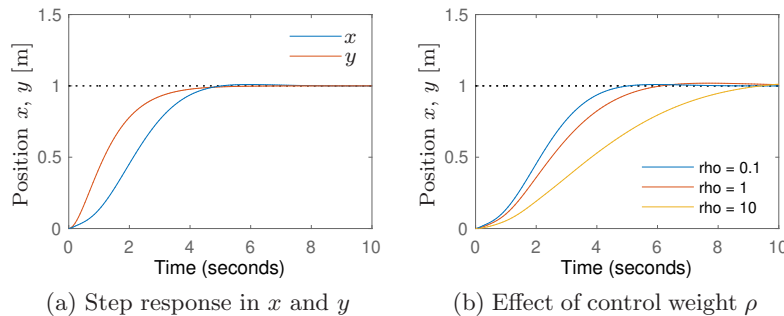 1.5
1
0.5
0
Position x, y [m]
x
y
0 2 4 6 8 10
Time (seconds)
(a) Step response in x and y
1.5
1
0.5
0
Position x, y [m]
rho = 0.1
rho = 1
rho = 10
0 2 4 6 8 10
Time (seconds)
(b) Effect of control weight ρ